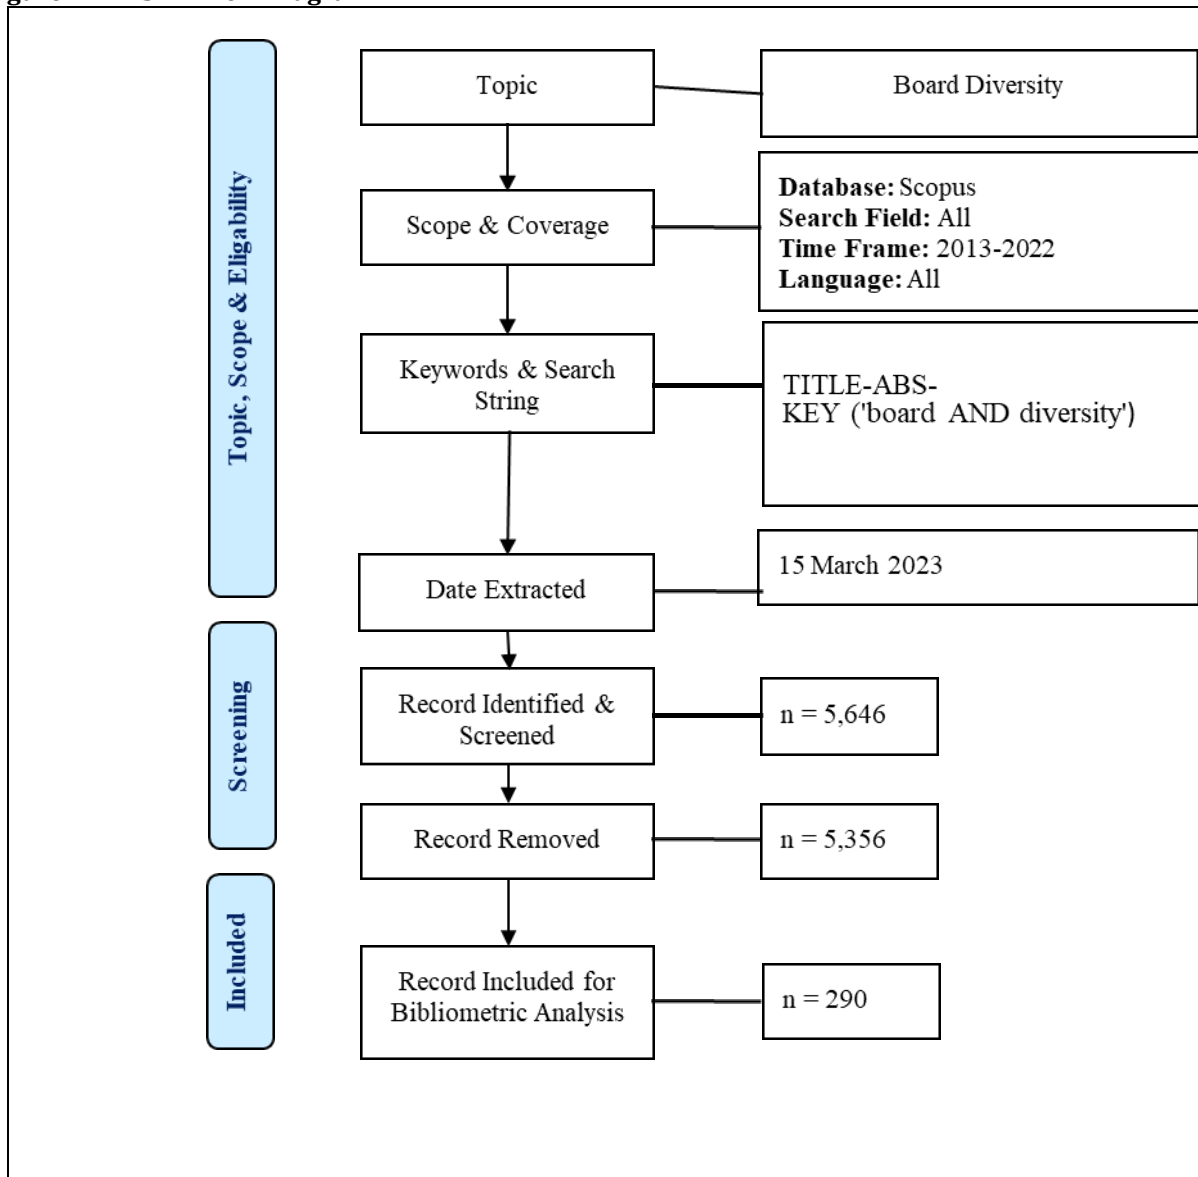 Topic, Scope & Eligability
Topic
Board Diversity
Scope & Coverage
Database: Scopus
Search Field: All
Time Frame: 2013-2022
Language: All
Keywords & Search
String
TITLE-ABS-
KEY ('board AND diversity')
Date Extracted
15 March 2023
Screening
Record Identified &
Screened
n = 5,646
Record Removed
n = 5,356
Included
Record Included for
Bibliometric Analysis
n = 290